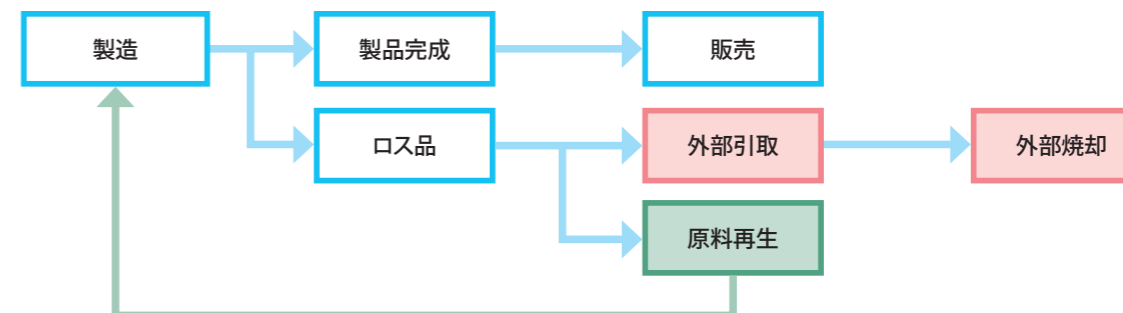 製造
製品完成
販売
ロス品
外部引取
外部焼却
原料再生